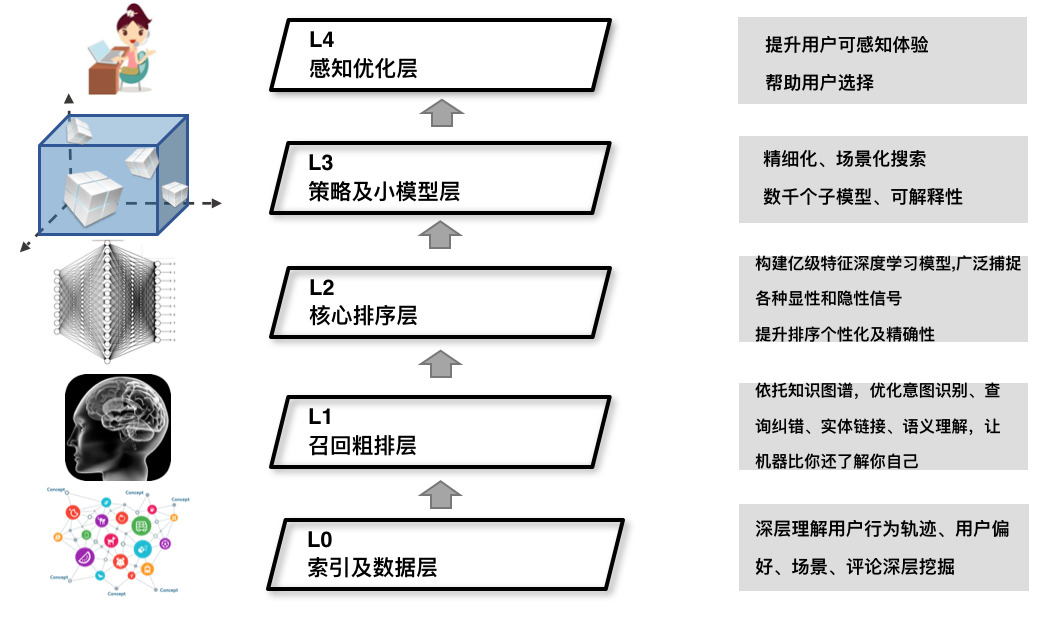 L4
感知优化层
提升用户可感知体验
帮助用户选择
L3
策略及小模型层
精细化、场景化搜索
数千个子模型、可解释性
L2
核心排序层
构建亿级特征深度学习模型,广泛捕捉
各种显性和隐性信号
提升排序个性化及精确性
L1
召回粗排层
依托知识图谱，优化意图识别、查
询纠错、实体链接、语义理解，让
机器比你还了解你自己
Concept
Concept
Concept
Concept
Concept
Concept
L0
索引及数据层
深层理解用户行为轨迹、用户偏
好、场景、评论深层挖掘